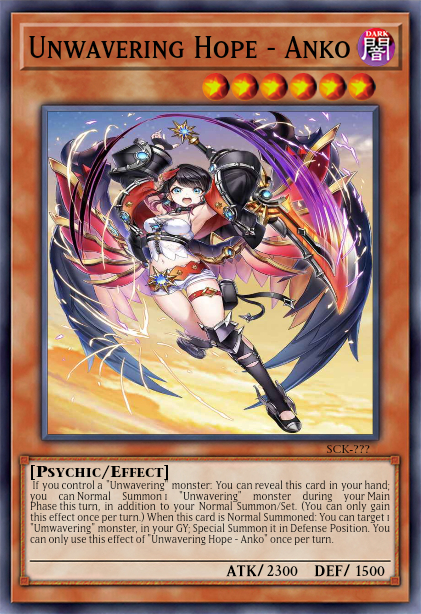 Unwavering Hope - Anko
DARK
闇
SCK-???
[Psychic/Effect]
If you control a "Unwavering" monster: You can reveal this card in your hand;
you can Normal Summon 1 "Unwavering" monster during your Main
Phase this turn, in addition to your Normal Summon/Set. (You can only gain
this effect once per turn.) When this card is Normal Summoned: You can target 1
"Unwavering" monster, in your GY; Special Summon it in Defense Position. You
can only use this effect of "Unwavering Hope - Anko" once per turn.
ATK/ 2300 DEF/ 1500